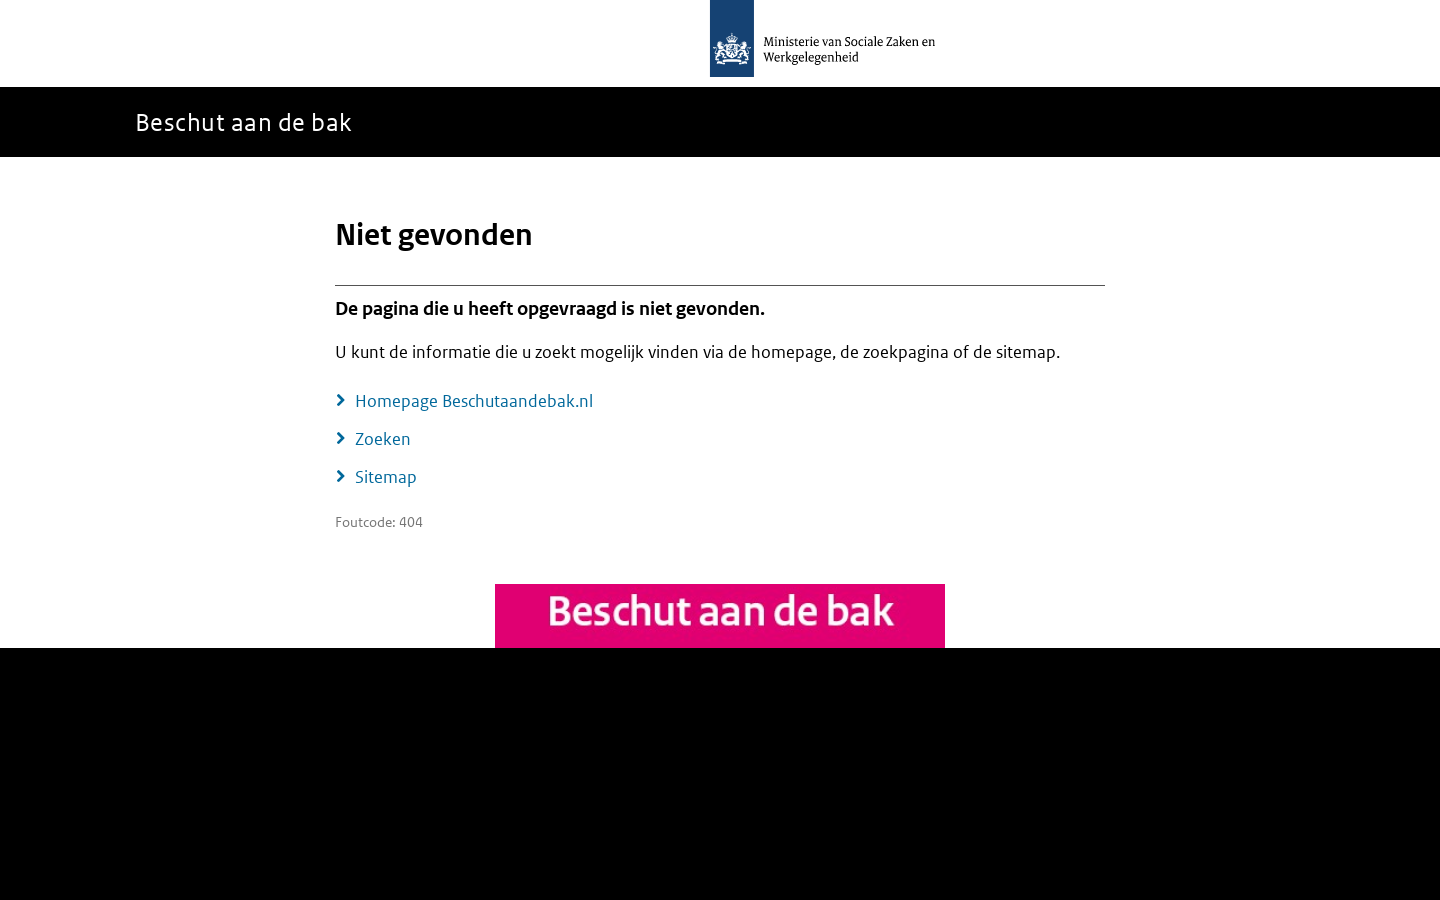 Ministerie van Sociale Zaken en
Werkgelegenheid
Beschut aan de bak
Niet gevonden
De pagina die u heeft opgevraagd is niet gevonden.
U kunt de informatie die u zoekt mogelijk vinden via de homepage, de zoekpagina of de sitemap.
Homepage Beschutaandebak.nl
Zoeken
Sitemap
Foutcode: 404
Beschut aan de bak